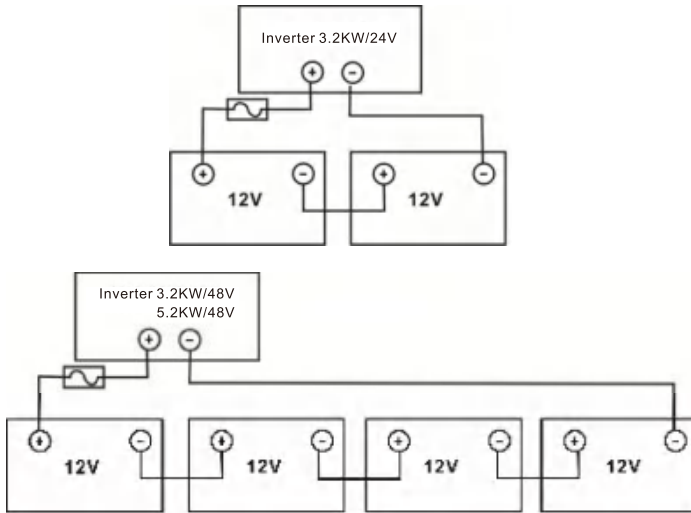 Inverter 3.2KW/24V
+ −
+ − + −
12V 12V
Inverter 3.2KW/48V
5.2KW/48V
+ −
+ − + − + − + −
12V 12V 12V 12V